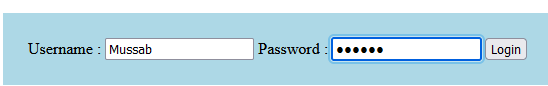 Username : Mussab Password : •••••• Login